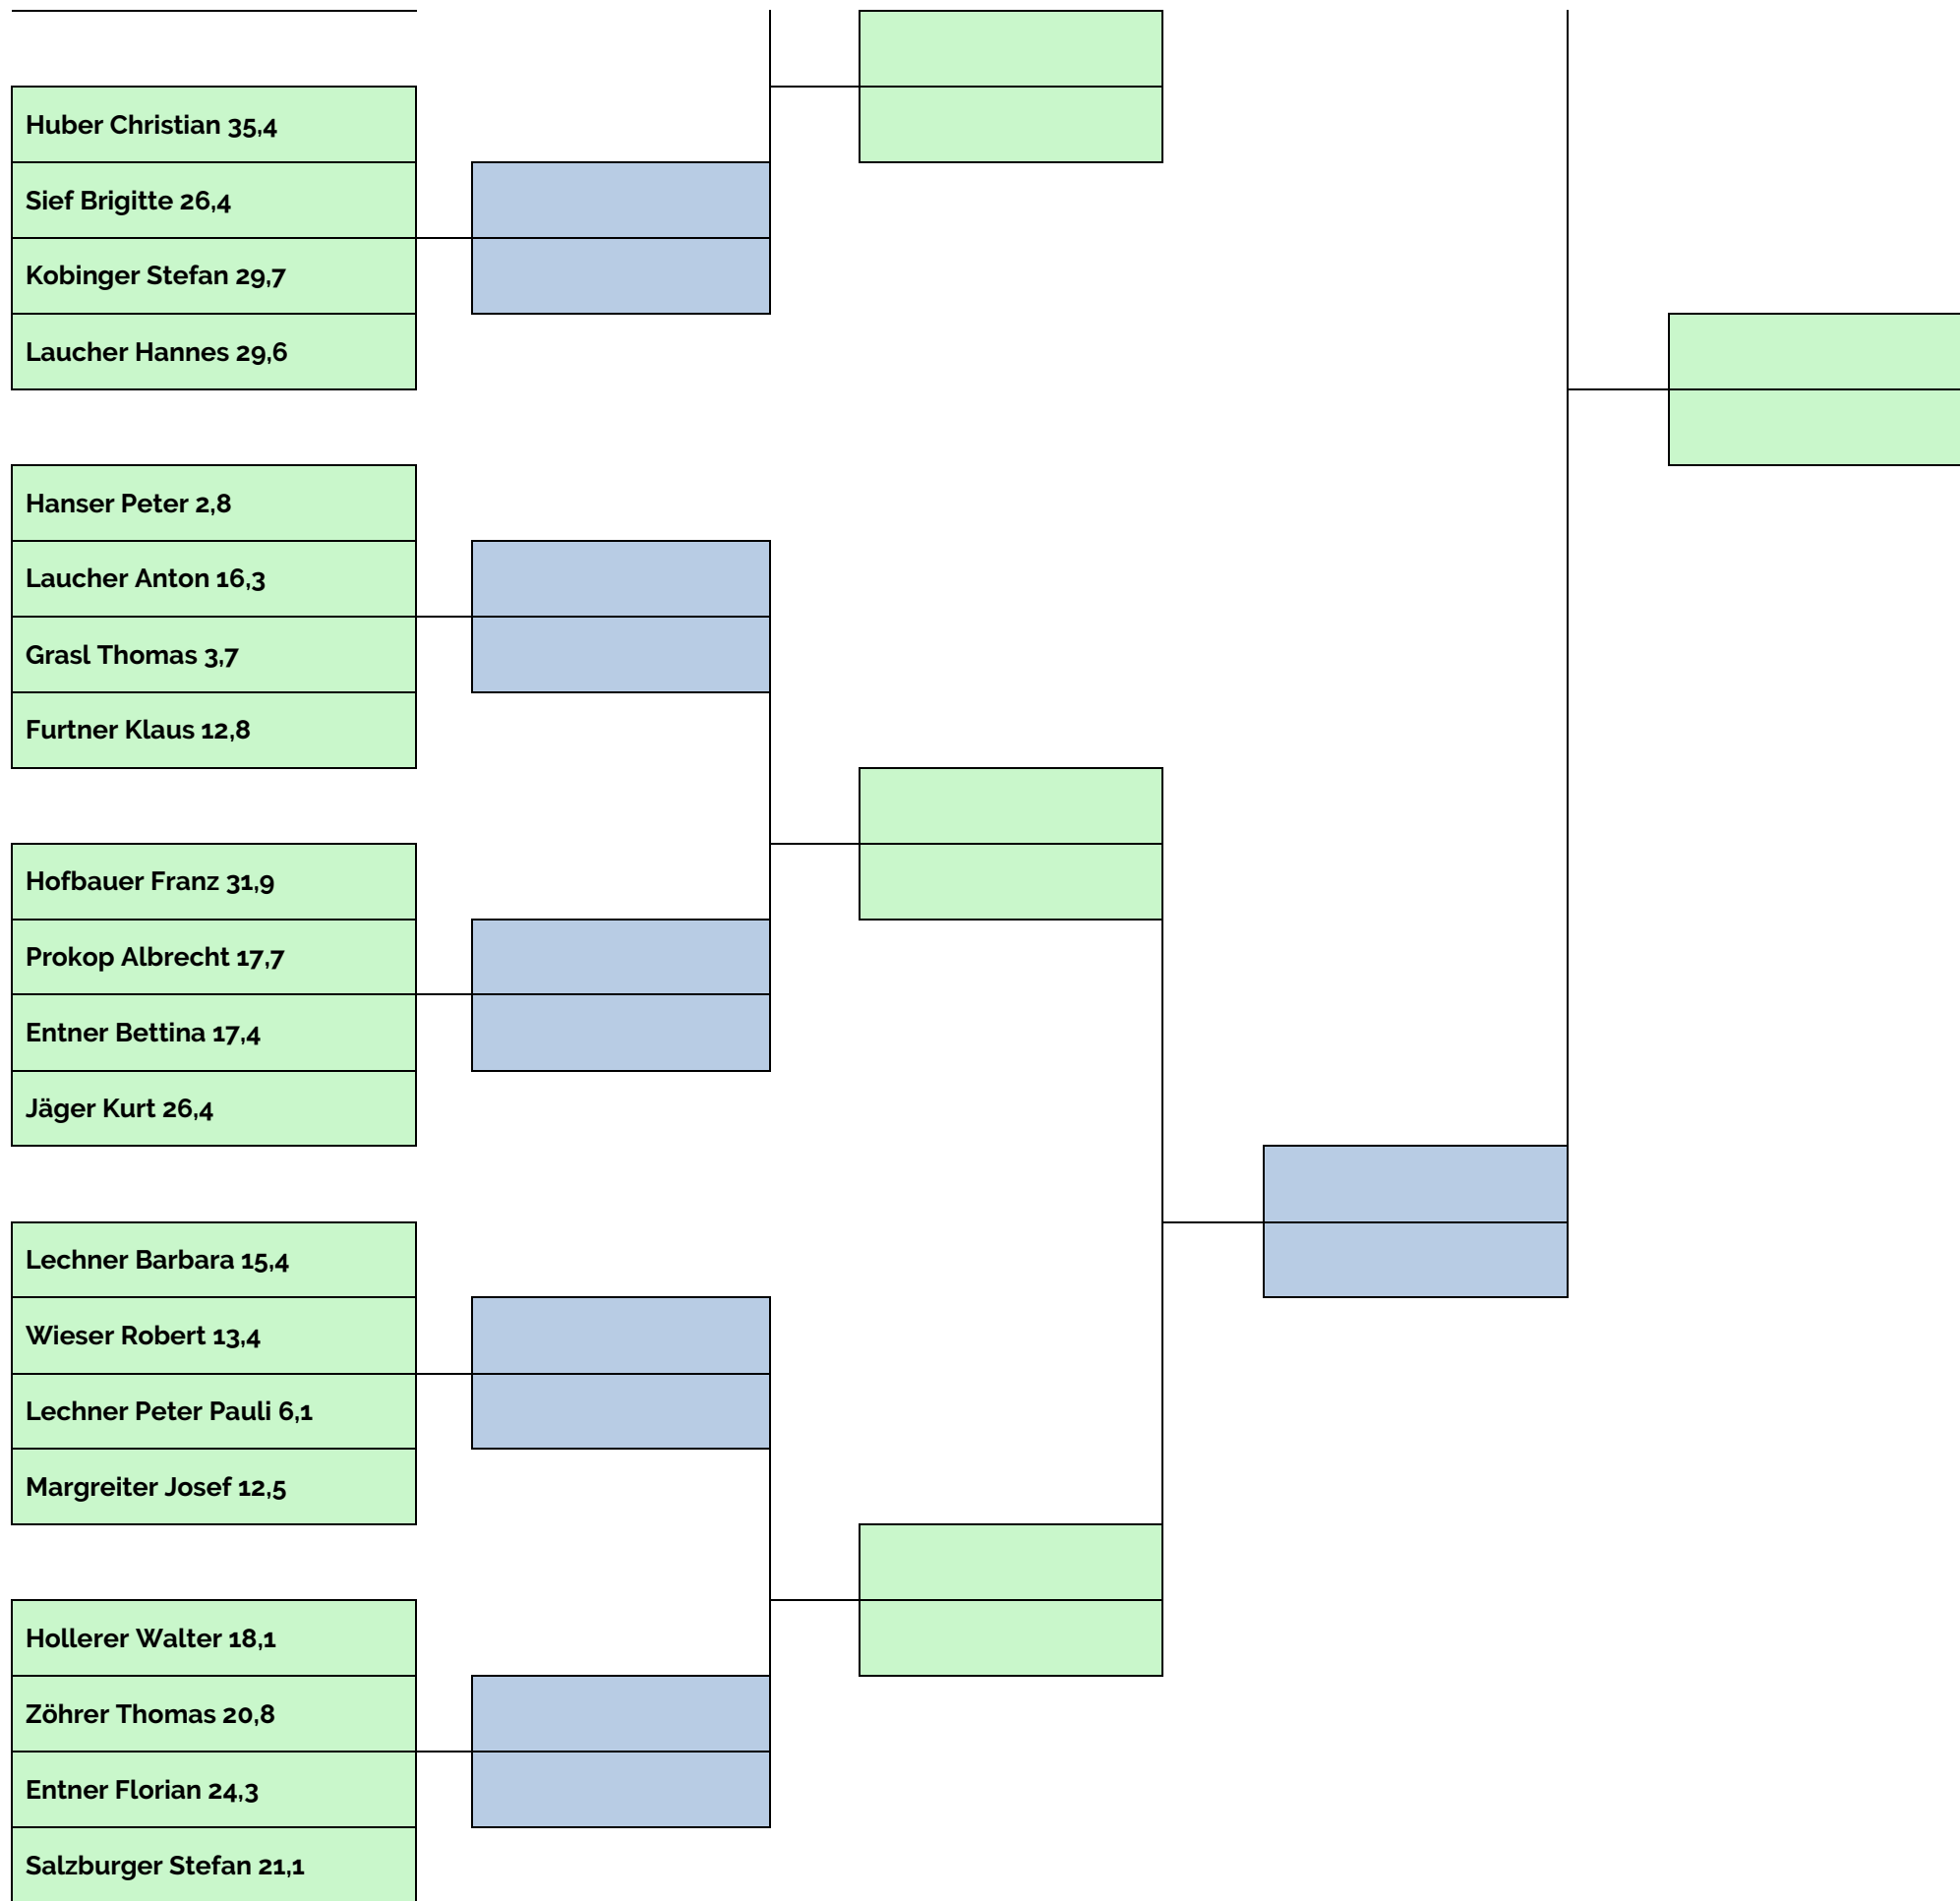 Huber Christian 35,4
Sief Brigitte 26,4
Kobinger Stefan 29,7
Laucher Hannes 29,6
Hanser Peter 2,8
Laucher Anton 16,3
Grasl Thomas 3,7
Furtner Klaus 12,8
Hofbauer Franz 31,9
Prokop Albrecht 17,7
Entner Bettina 17,4
Jäger Kurt 26,4
Lechner Barbara 15,4
Wieser Robert 13,4
Lechner Peter Pauli 6,1
Margreiter Josef 12,5
Hollerer Walter 18,1
Zöhrer Thomas 20,8
Entner Florian 24,3
Salzburger Stefan 21,1